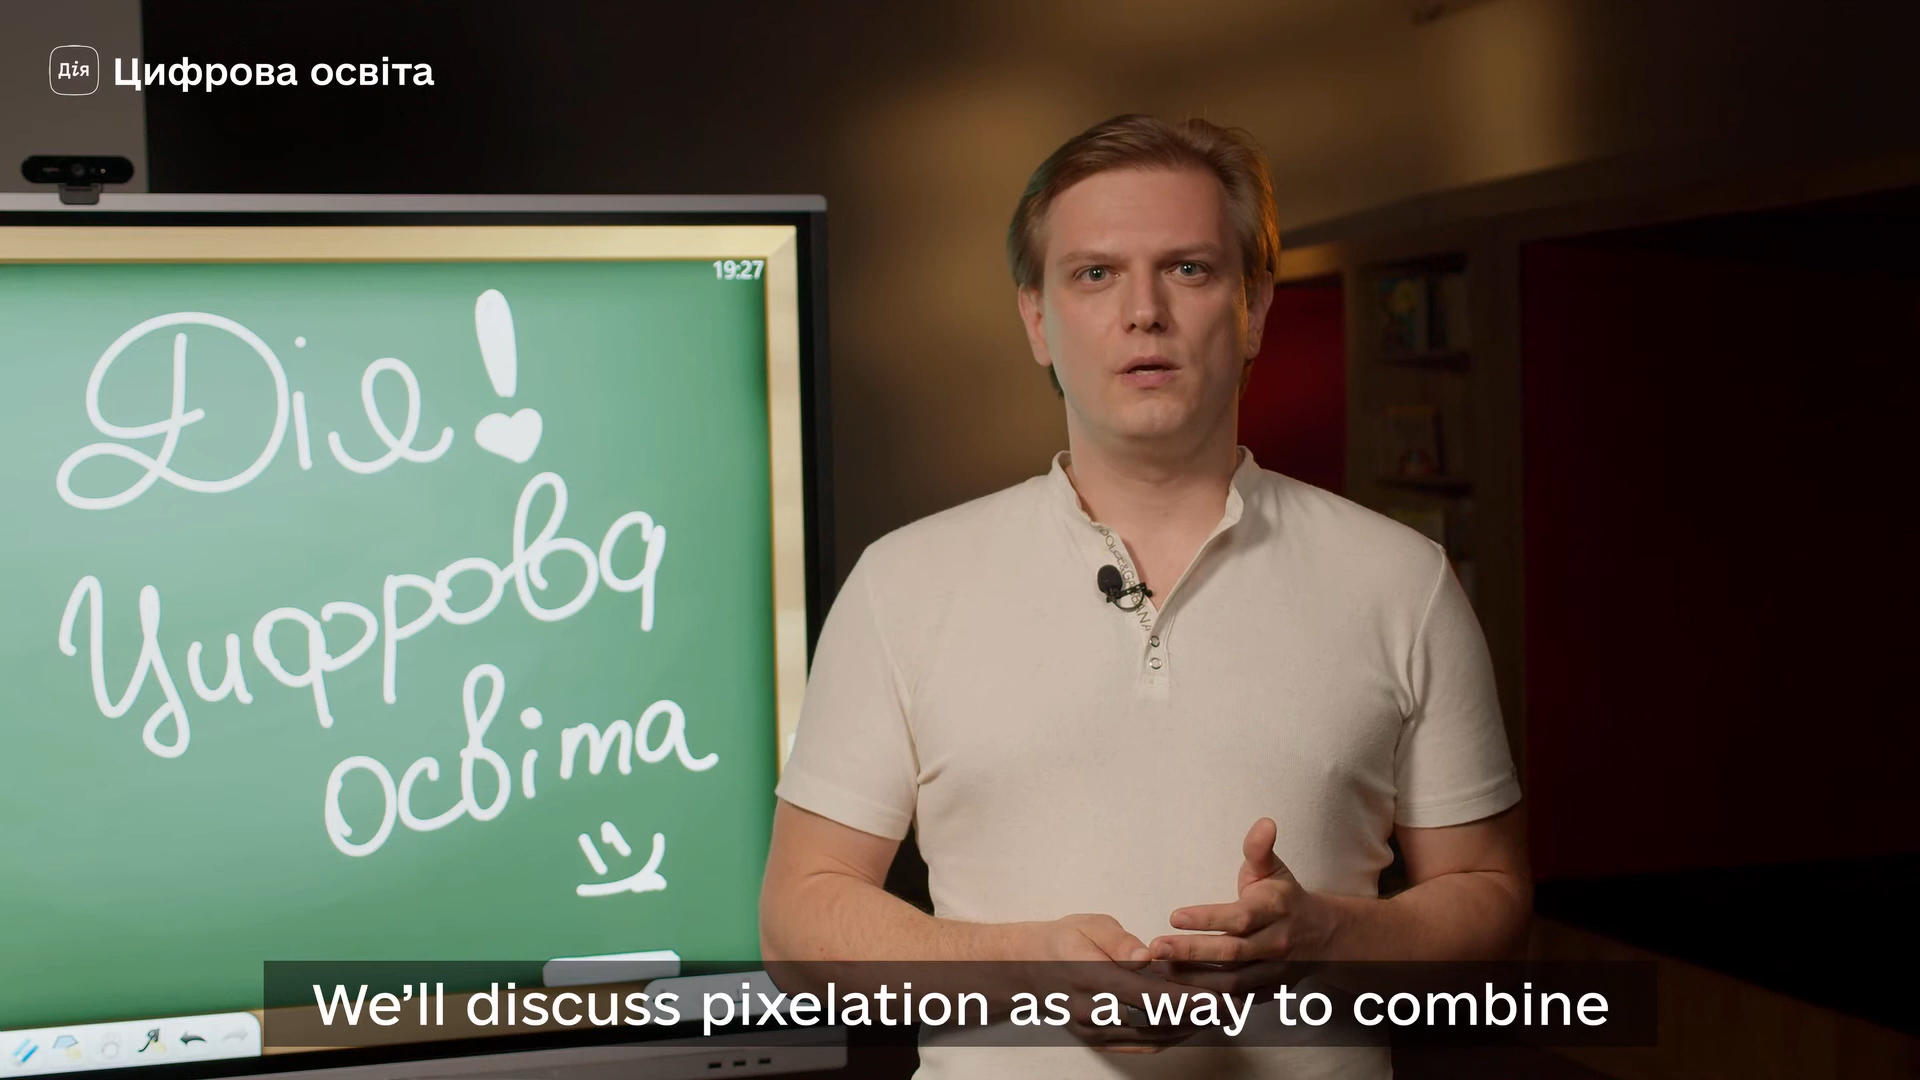 Дія Цифрова освіта
19:27
Дія!
Цифрова
освіта
We’ll discuss pixelation as a way to combine